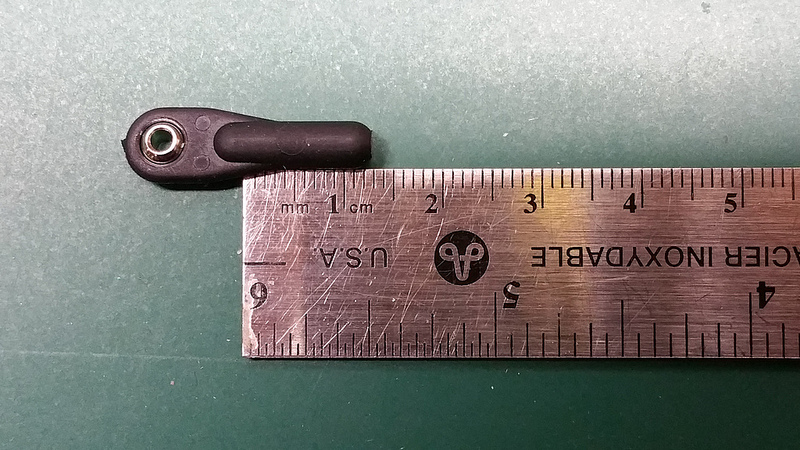 mm 1 cm 2 3 4 5
U.S.A. ACIER INOXYDABLE
6 5 4